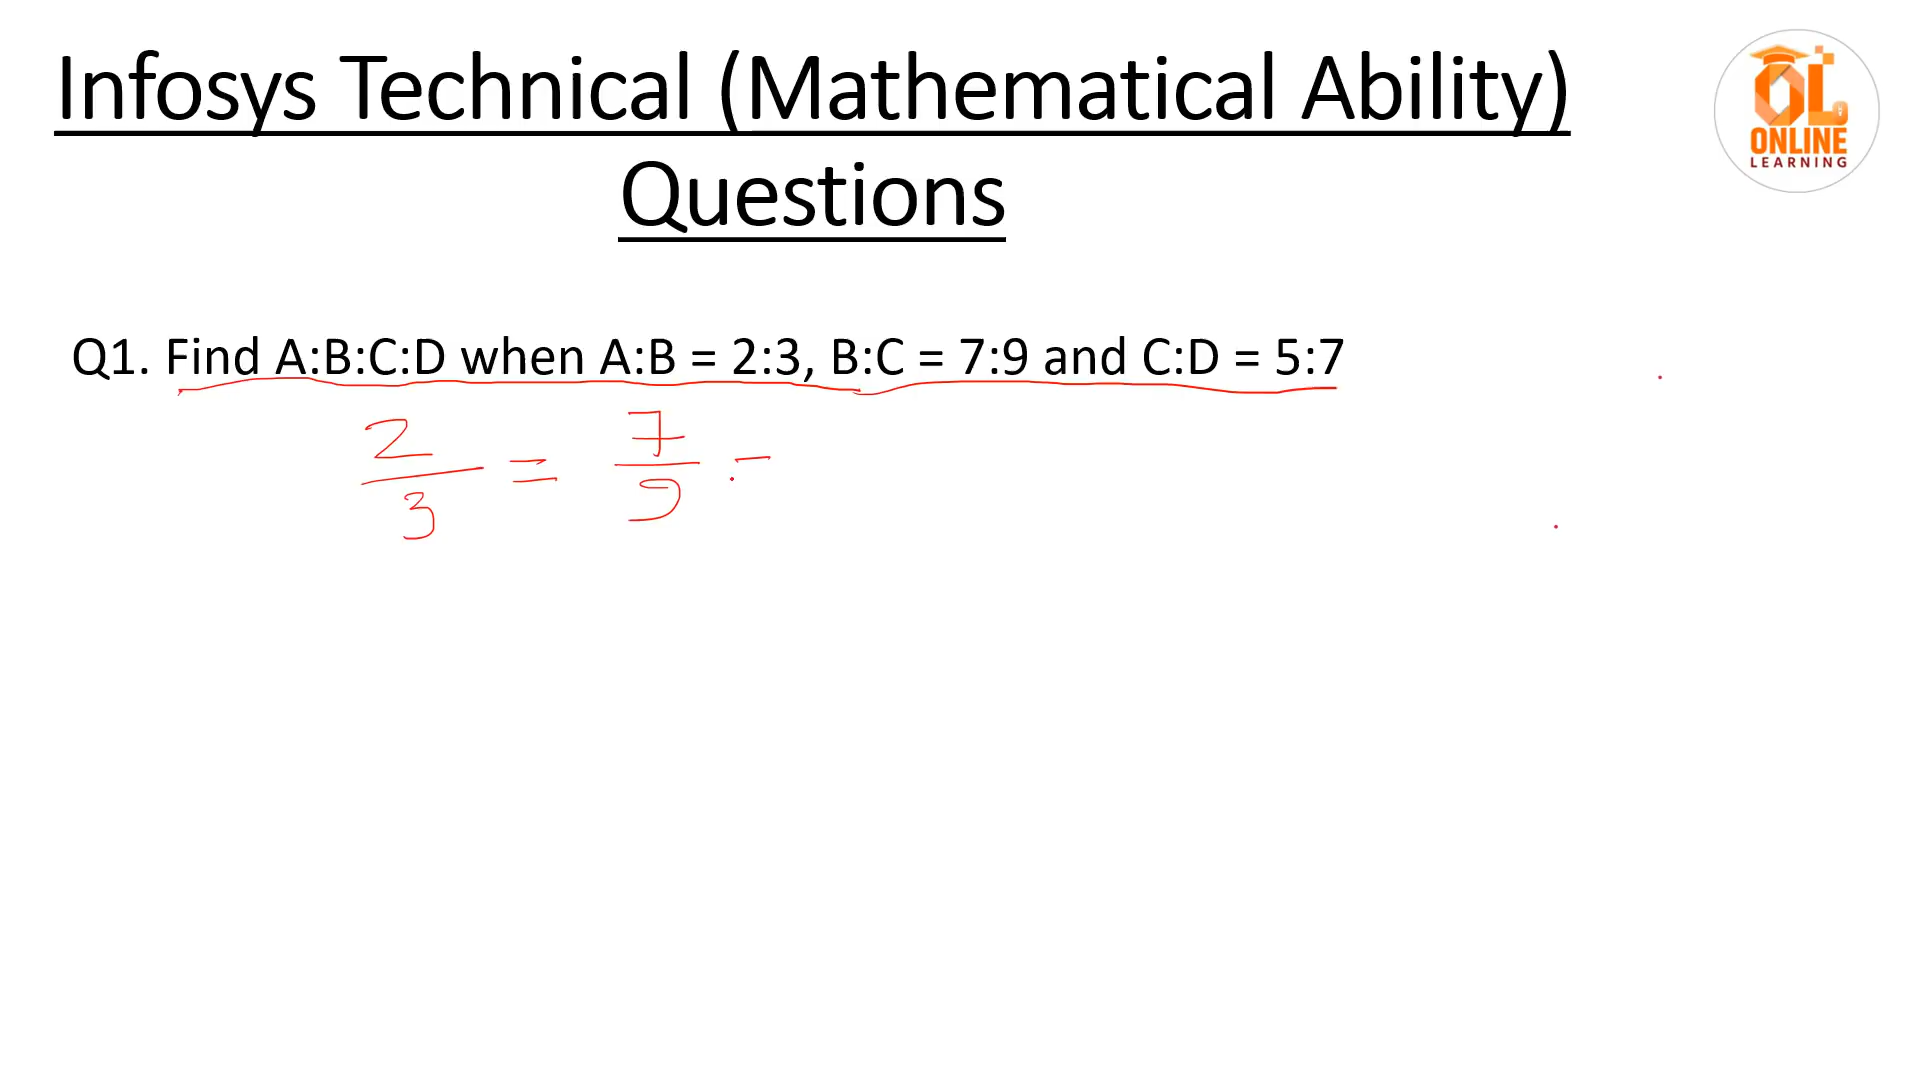 Infosys Technical (Mathematical Ability)
Questions
OL
ONLINE
LEARNING
Q1. Find A:B:C:D when A:B = 2:3, B:C = 7:9 and C:D = 5:7
2/3 = 7/9 =